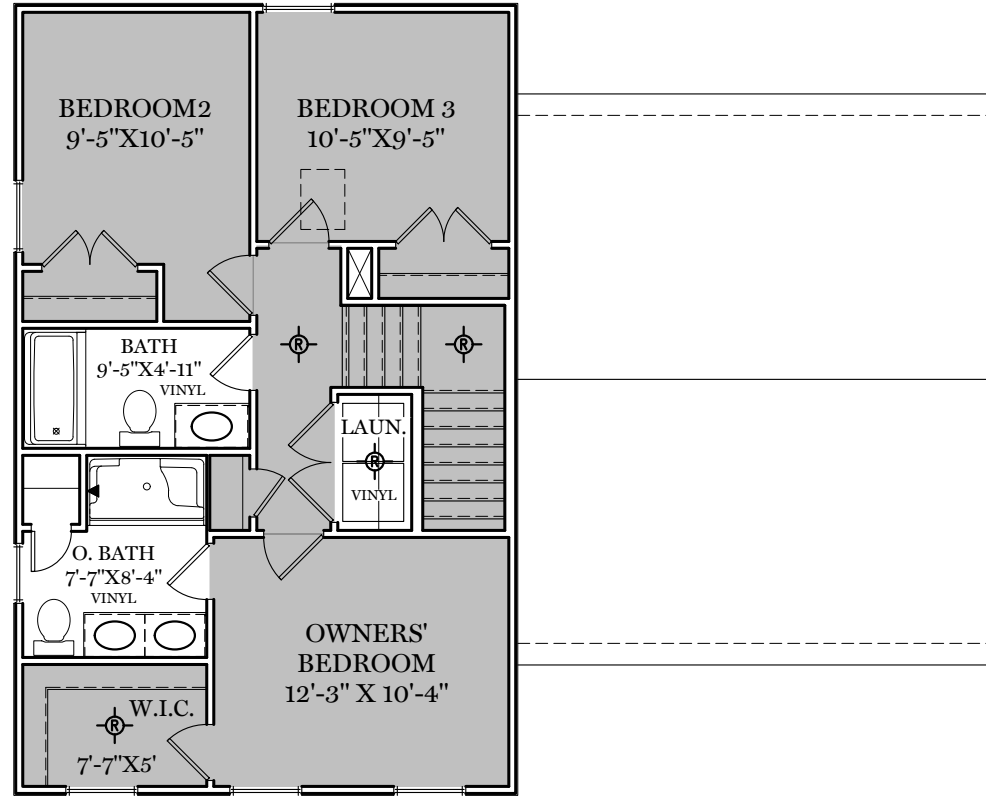 BEDROOM2
9'-5"X10'-5"
BEDROOM 3
10'-5"X9'-5"
R
R
BATH
9'-5"X4'-11"
VINYL
LAUN.
R
VINYL
O. BATH
7'-7"X8'-4"
VINYL
OWNERS'
BEDROOM
12'-3" X 10'-4"
W.I.C.
R
7'-7"X5'